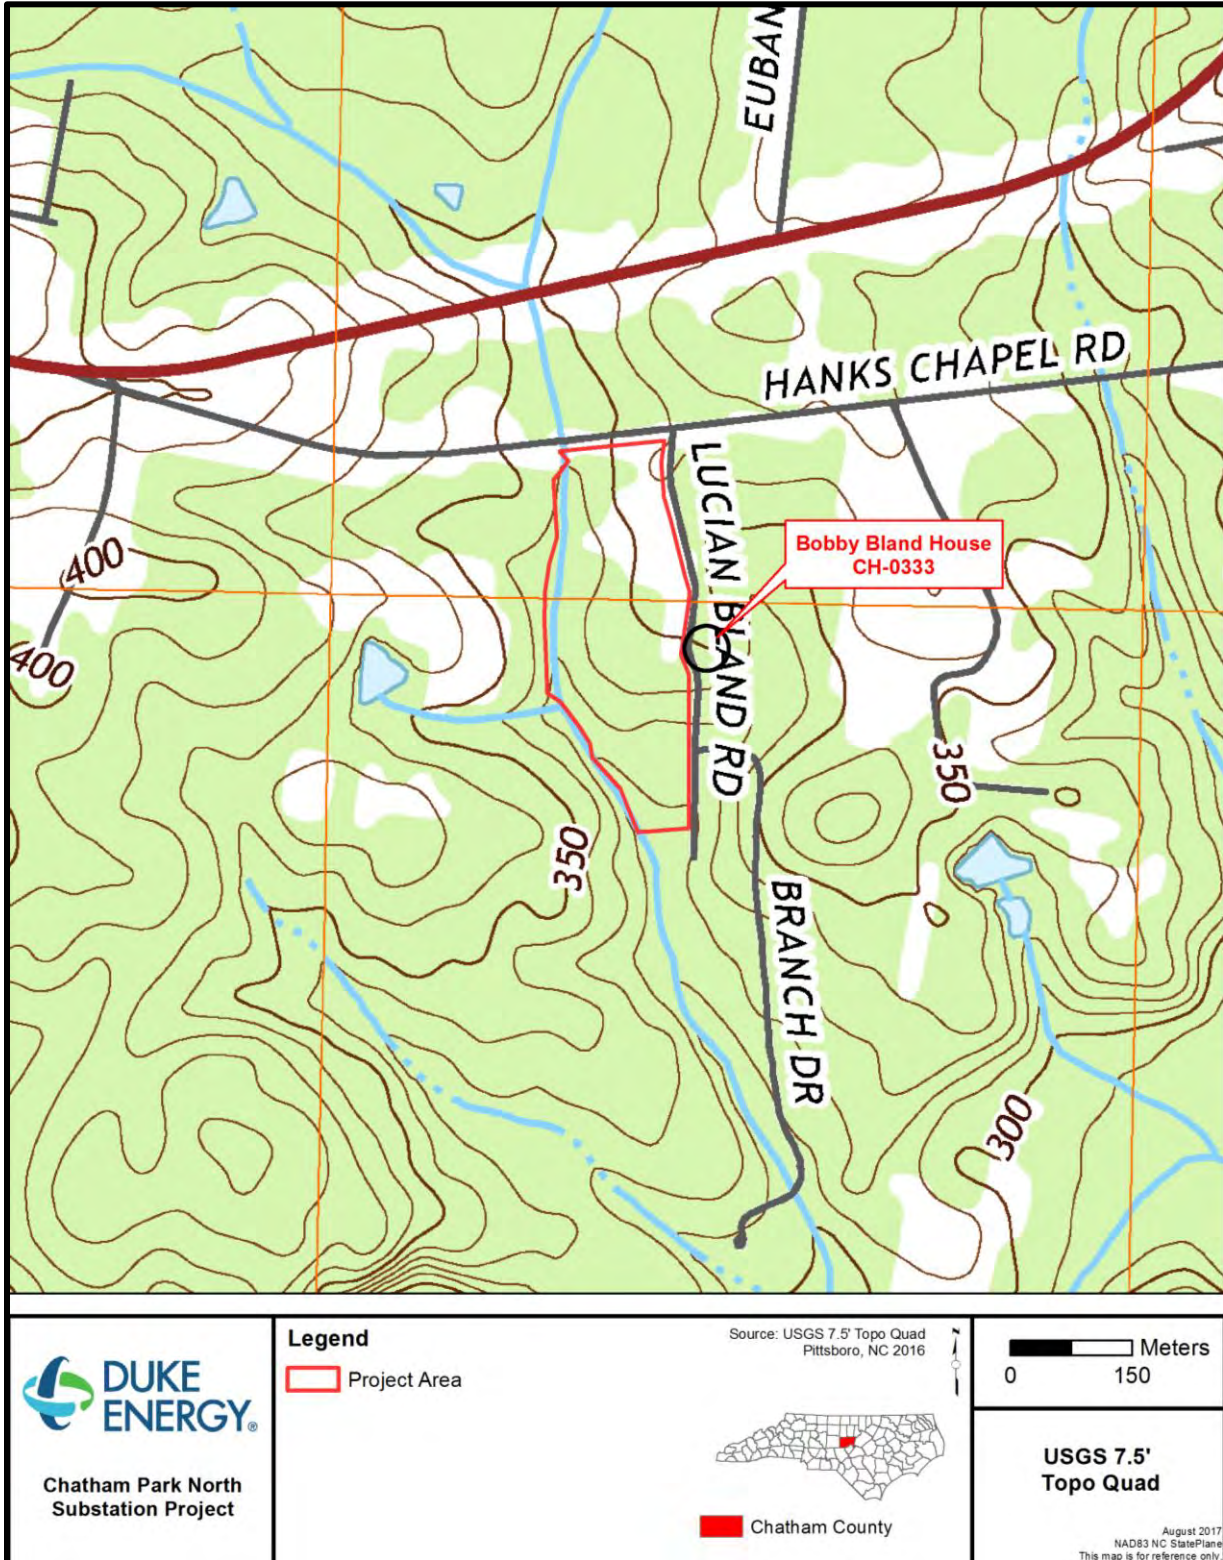 EUBAN
HANKS CHAPEL RD
LUCIAN BLAND RD
Bobby Bland House
CH-0333
400
400
350
350
BRANCH DR
300
DUKE
ENERGY®
Chatham Park North
Substation Project
Legend
Project Area
Source: USGS 7.5' Topo Quad
Pittsboro, NC 2016
N
Chatham County
Meters
0 150
USGS 7.5'
Topo Quad
August 2017
NAD83 NC StatePlane
This map is for reference only